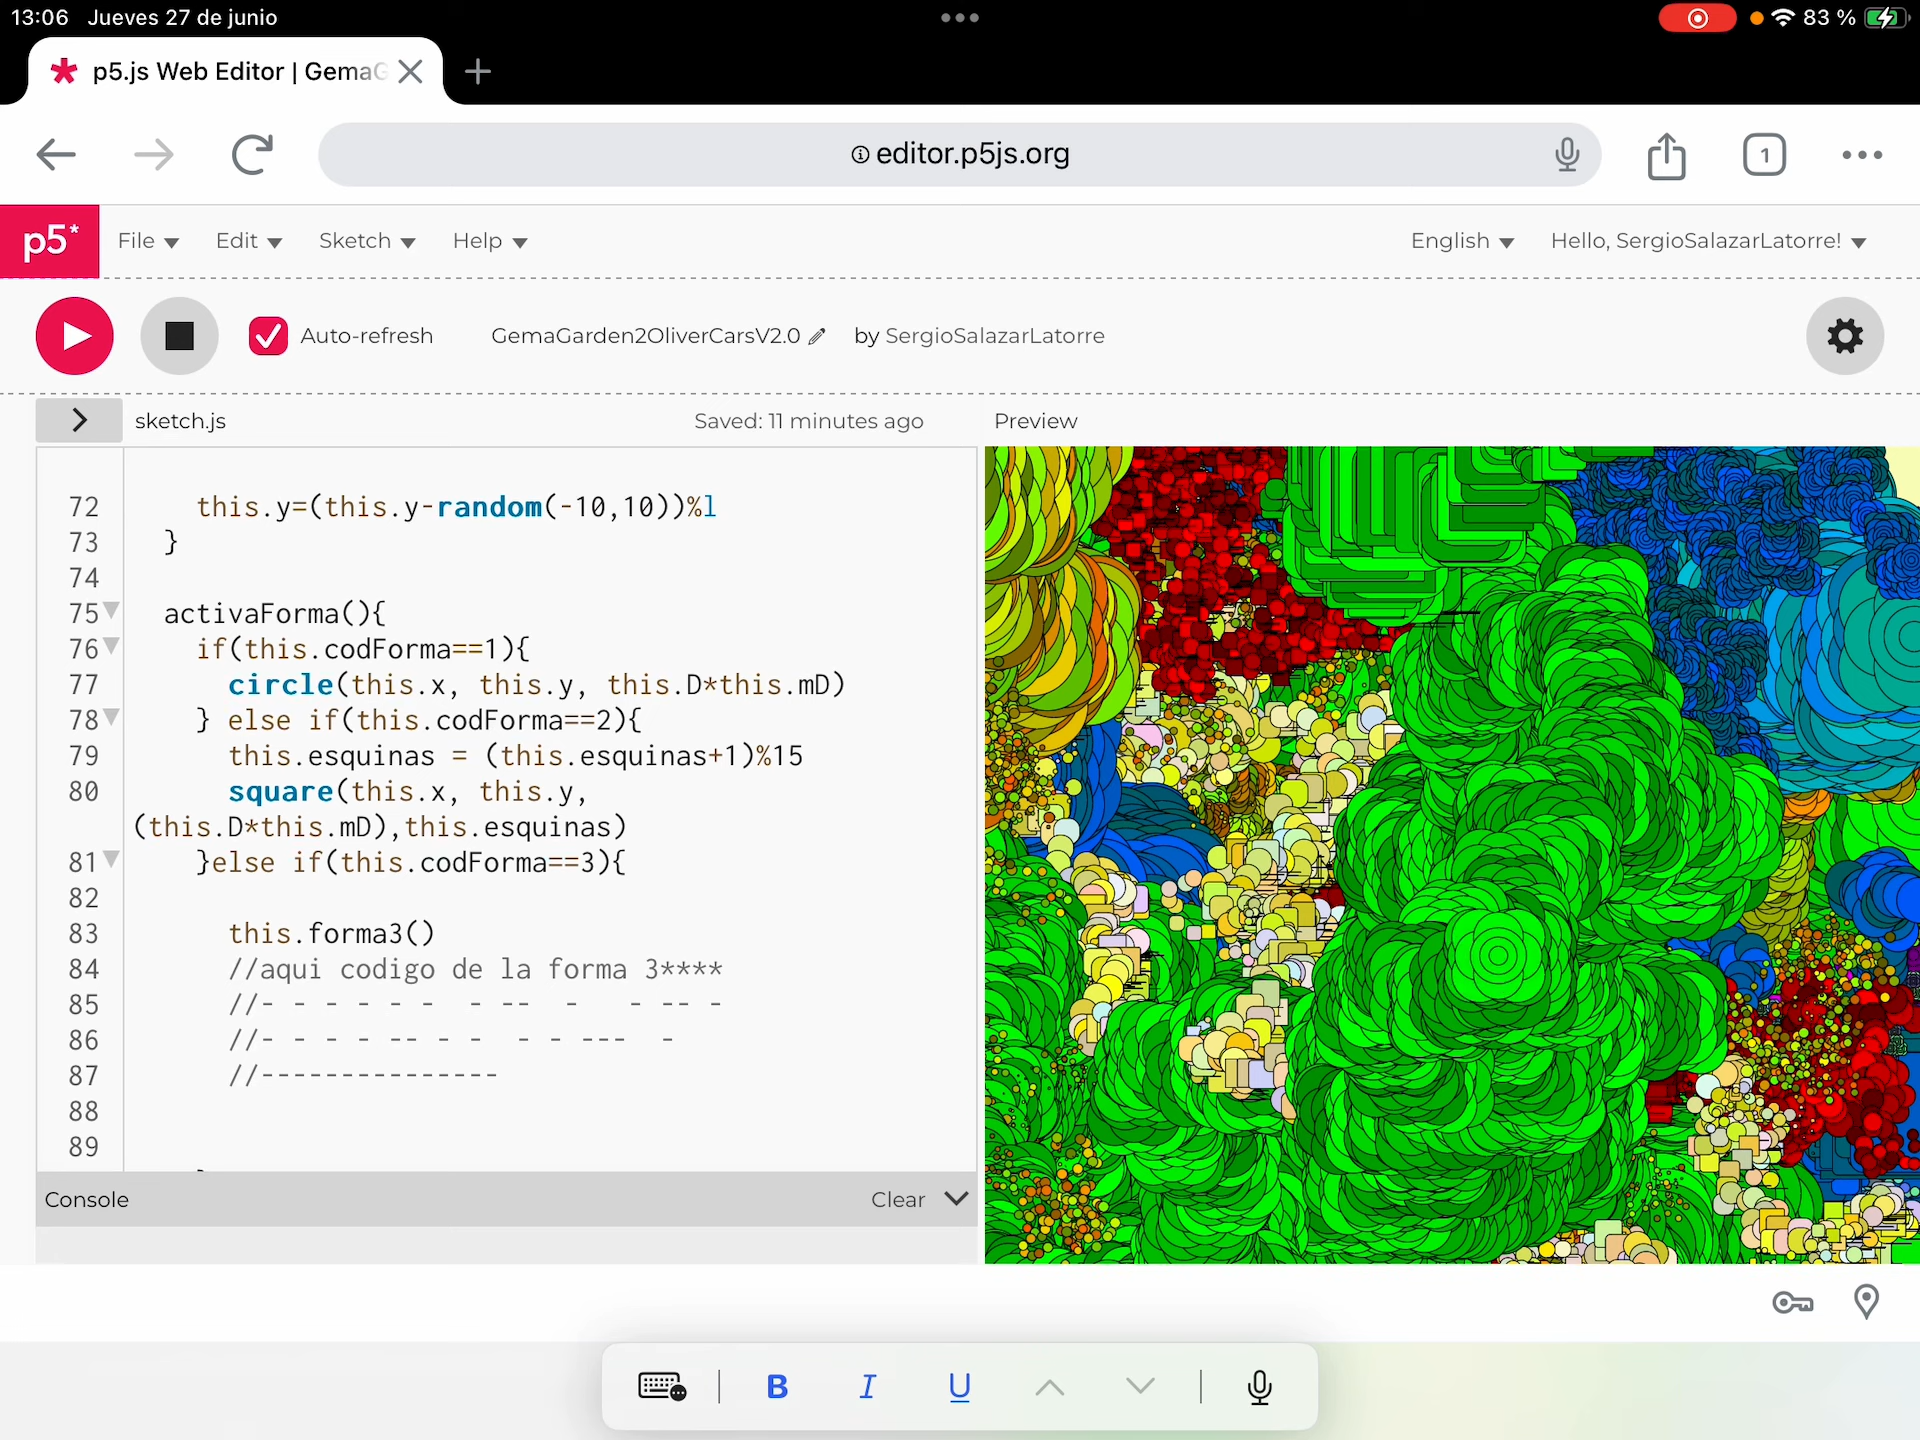 13:06 Jueves 27 de junio
83 %
p5.js Web Editor | GemaG
editor.p5js.org
1
p5*
File Edit Sketch Help English Hello, SergioSalazarLatorre!
Auto-refresh GemaGarden2OliverCarsV2.0 by SergioSalazarLatorre
sketch.js Saved: 11 minutes ago Preview
72 this.y=(this.y-random(-10,10))%l
73 }
74
75 activaForma(){
76 if(this.codForma==1){
77 circle(this.x, this.y, this.D*this.mD)
78 } else if(this.codForma==2){
79 this.esquinas = (this.esquinas+1)%15
80 square(this.x, this.y,
(this.D*this.mD),this.esquinas)
81 }else if(this.codForma==3){
82
83 this.forma3()
84 //aqui codigo de la forma 3****
85 //- - - - - - - -- - - -- -
86 //- - - - -- - - - - --- -
87 //---------------
88
89
Console Clear
B I U